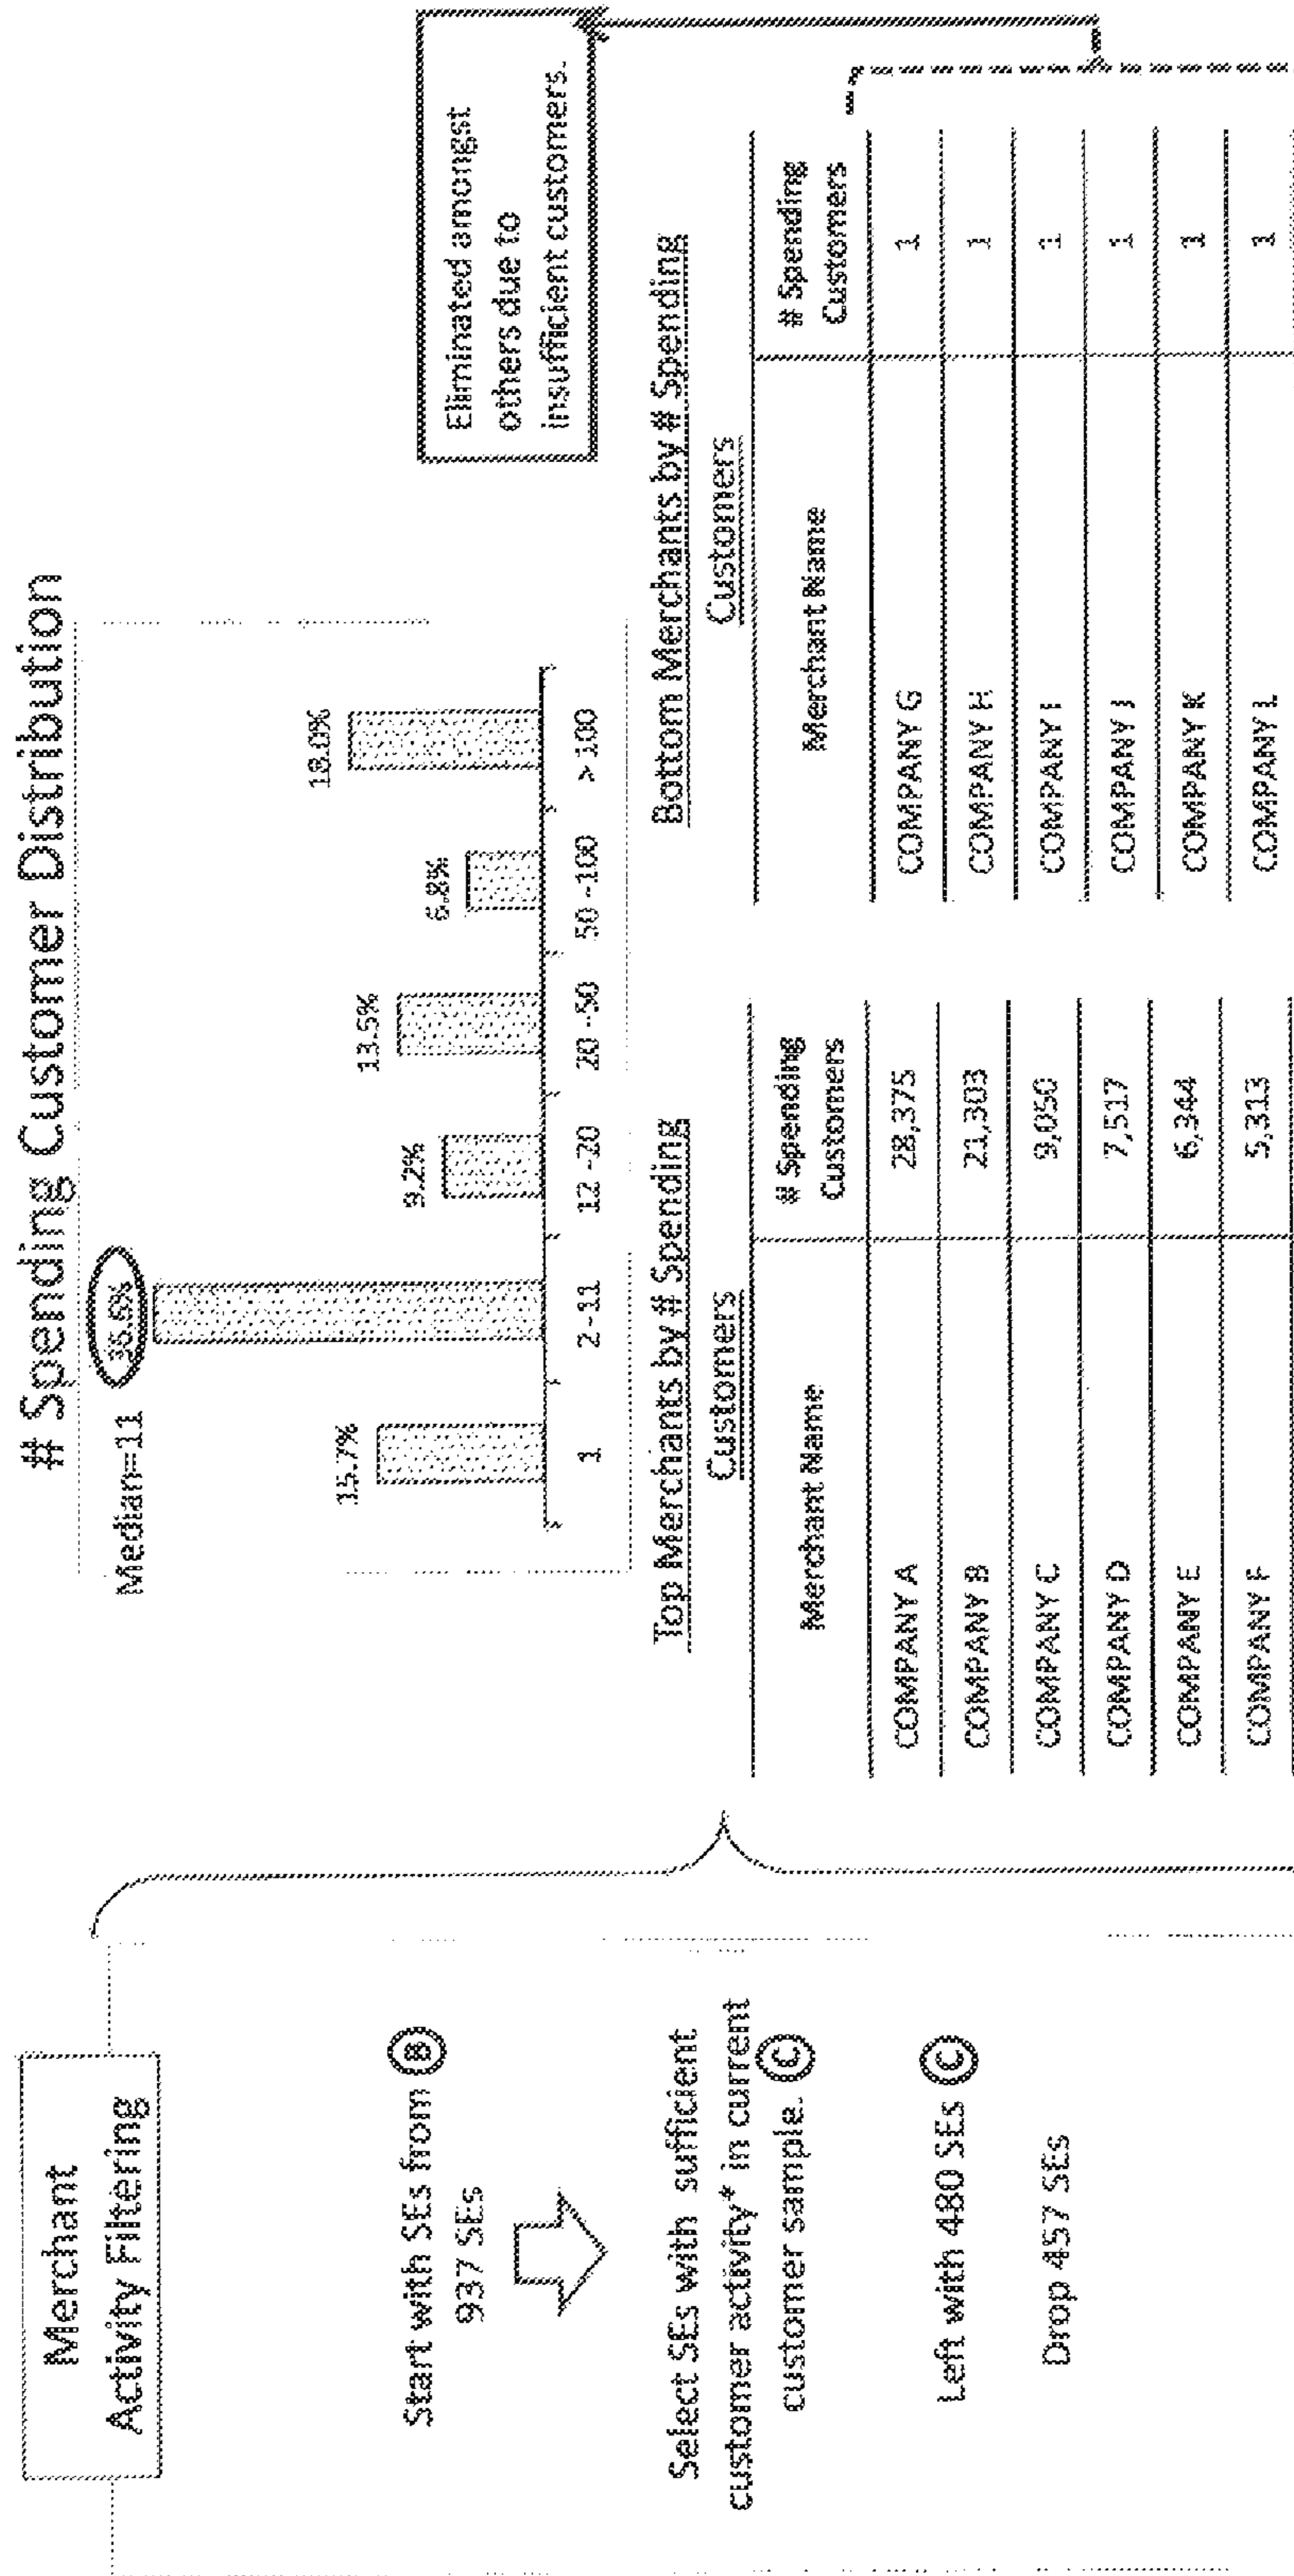 Merchant
Activity Filtering
Start with SEs from B
937 SEs
Select SEs with sufficient
customer activity* in current
customer sample. C
Left with 480 SEs C
Drop 457 SEs
# Spending Customer Distribution
Median=11
15.7%
9.2%
13.5%
6.8%
18.0%
1
2-11
12 -20
20 -50
50 -100
>100
Eliminated amongst
others due to
insufficient customers.
Top Merchants by # Spending
Customers
Merchant Name # Spending
Customers
COMPANY A 28,375
COMPANY B 21,303
COMPANY C 9,050
COMPANY D 7,517
COMPANY E 6,344
COMPANY F 5,313
Bottom Merchants by # Spending
Customers
Merchant Name # Spending
Customers
COMPANY G 1
COMPANY H 1
COMPANY I 1
COMPANY J 1
COMPANY K 1
COMPANY L 1